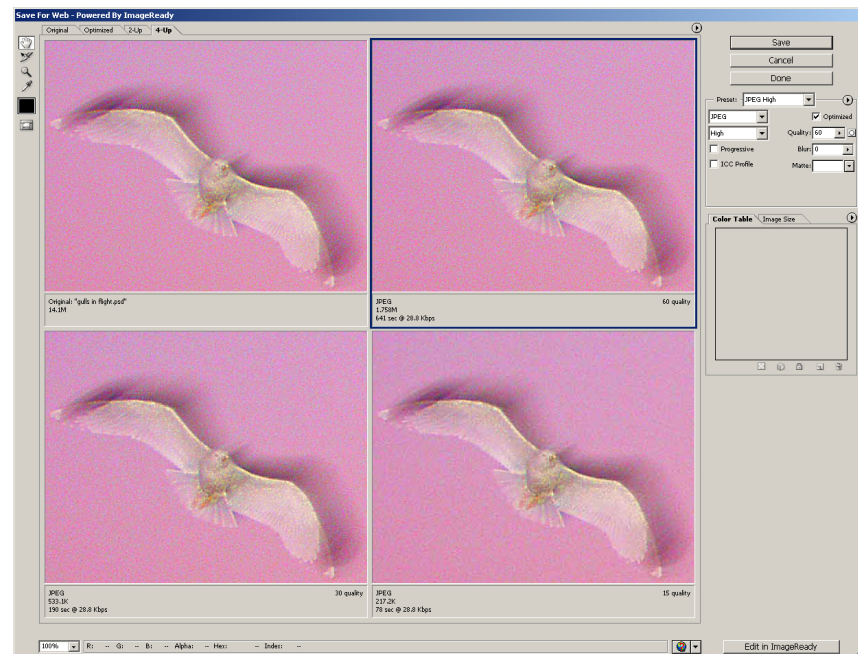 Save For Web - Powered By ImageReady
Original Optimized 2-Up 4-Up
Save
Cancel
Done
Preset: JPEG High
JPEG Optimized
High Quality: 60
Progressive Blur: 0
ICC Profile Matte:
Color Table Image Size
Original: "gulls in flight.psd"
14.1M
JPEG 60 quality
1.758M
641 sec @ 28.8 Kbps
JPEG 30 quality
533.1K
190 sec @ 28.8 Kbps
JPEG 15 quality
217.2K
78 sec @ 28.8 Kbps
100% R: -- G: -- B: -- Alpha: -- Hex: -- Index: --
Edit in ImageReady